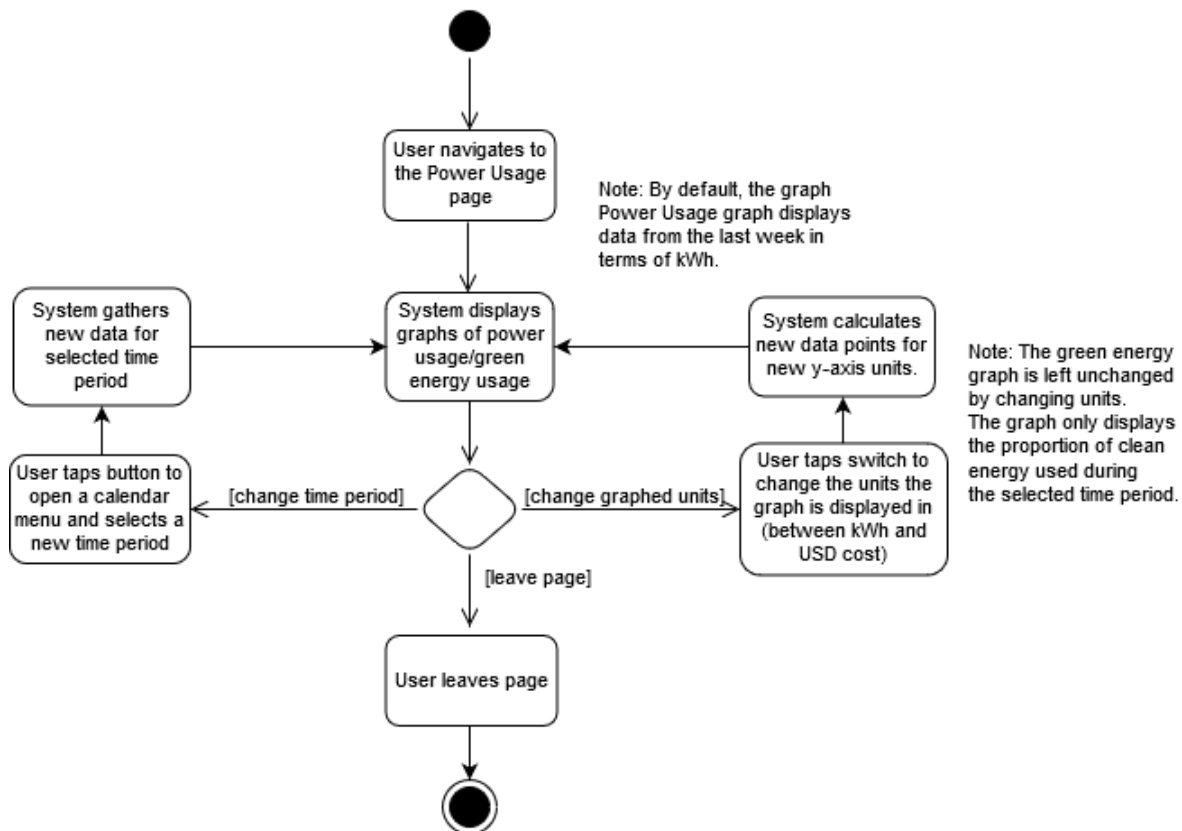 User navigates to
the Power Usage
page
Note: By default, the graph
Power Usage graph displays
data from the last week in
terms of kWh.
System gathers
new data for
selected time
period
System displays
graphs of power
usage/green
energy usage
System calculates
new data points for
new y-axis units.
Note: The green energy
graph is left unchanged
by changing units.
The graph only displays
the proportion of clean
energy used during
the selected time period.
User taps button to
open a calendar
menu and selects a
new time period
[change time period]
[change graphed units]
User taps switch to
change the units the
graph is displayed in
(between kWh and
USD cost)
[leave page]
User leaves page